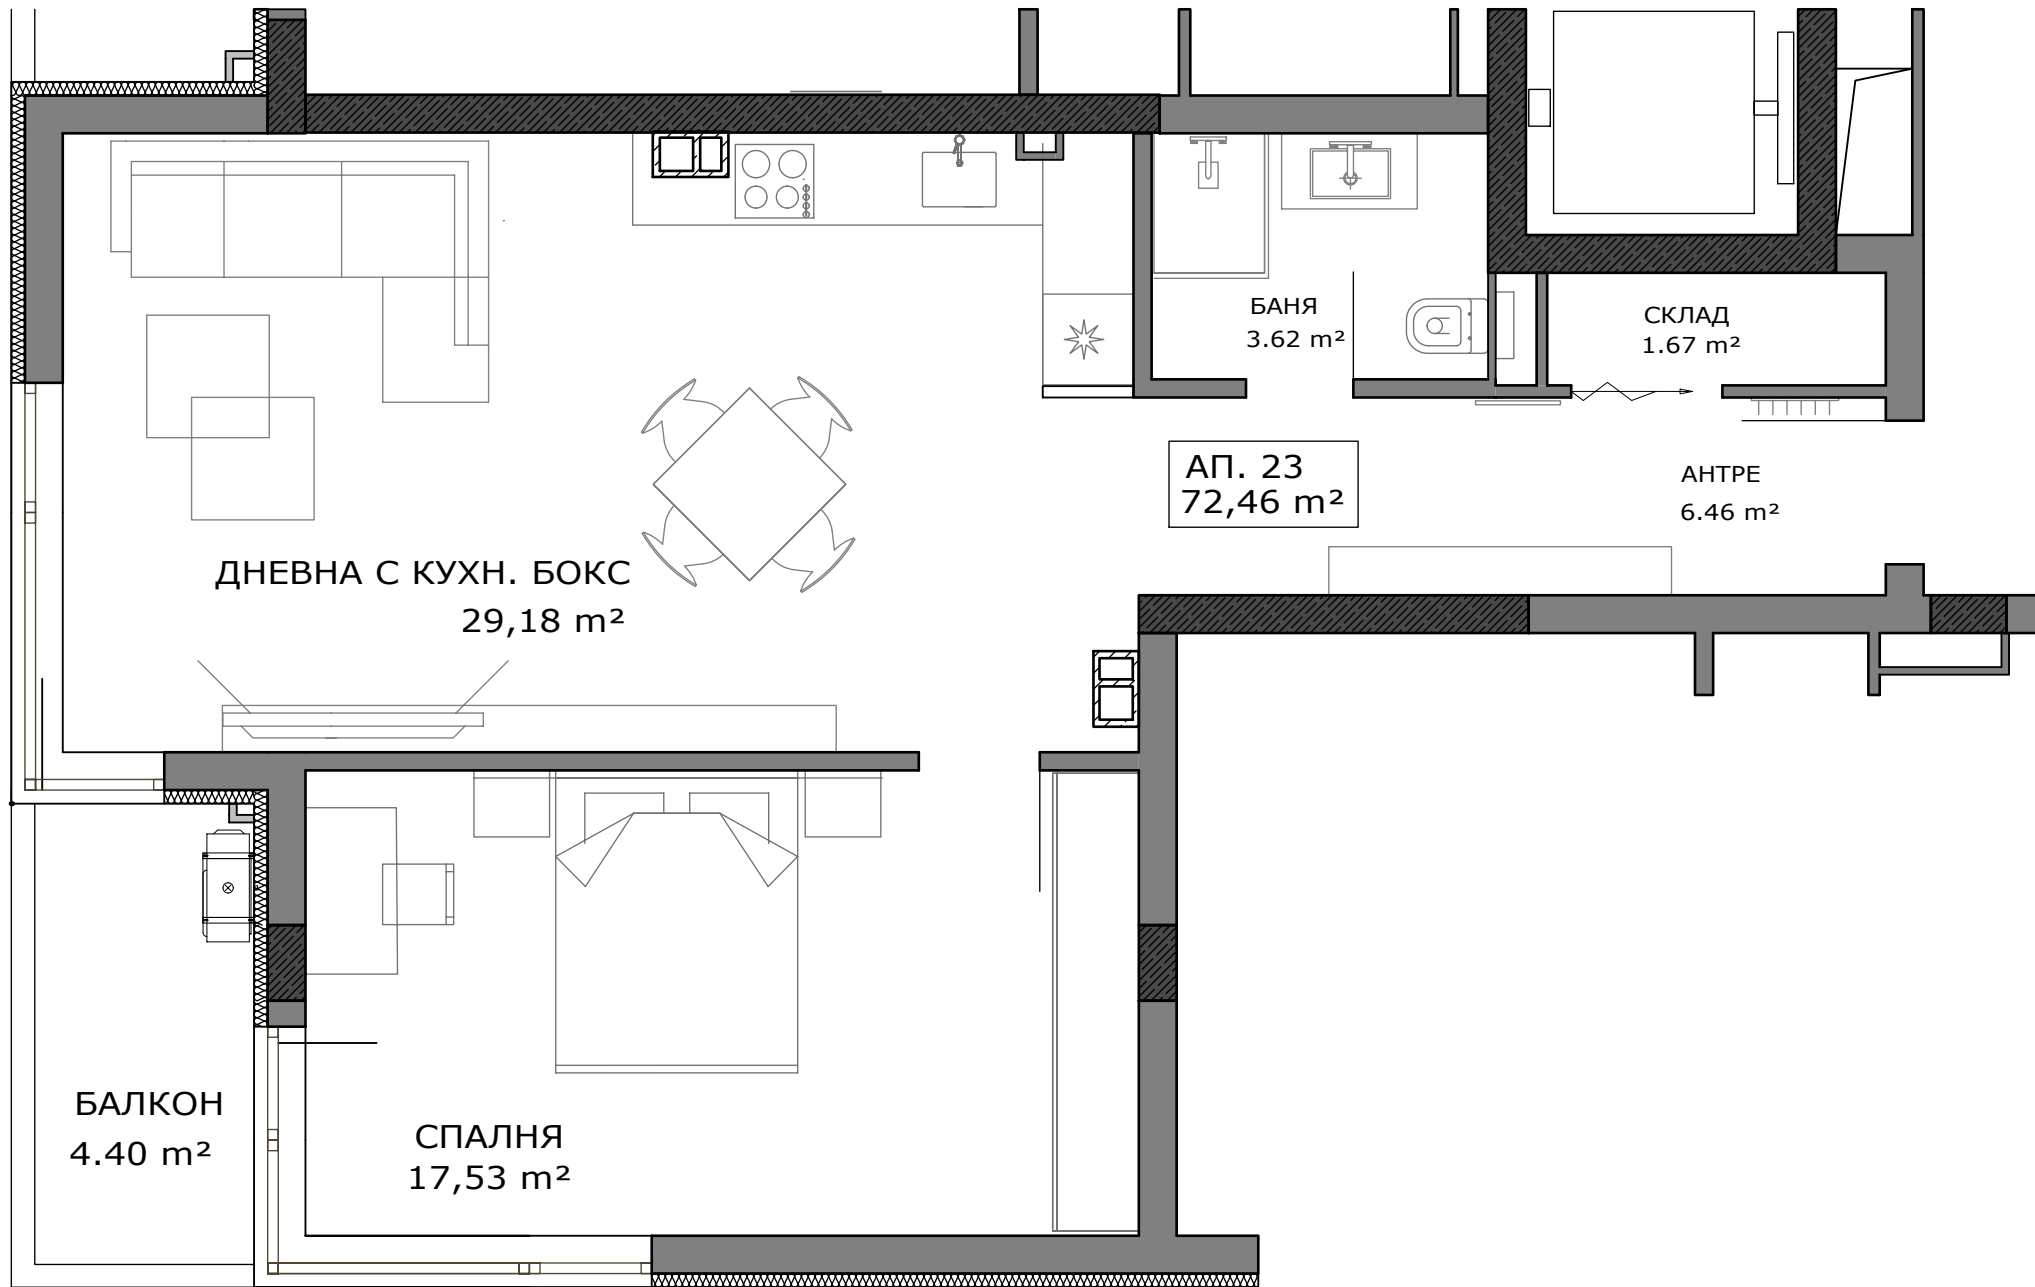 БАНЯ
3.62 m²
СКЛАД
1.67 m²
АП. 23
72,46 m²
АНТРЕ
6.46 m²
ДНЕВНА С КУХН. БОКС
29,18 m²
БАЛКОН
4.40 m²
СПАЛНЯ
17,53 m²